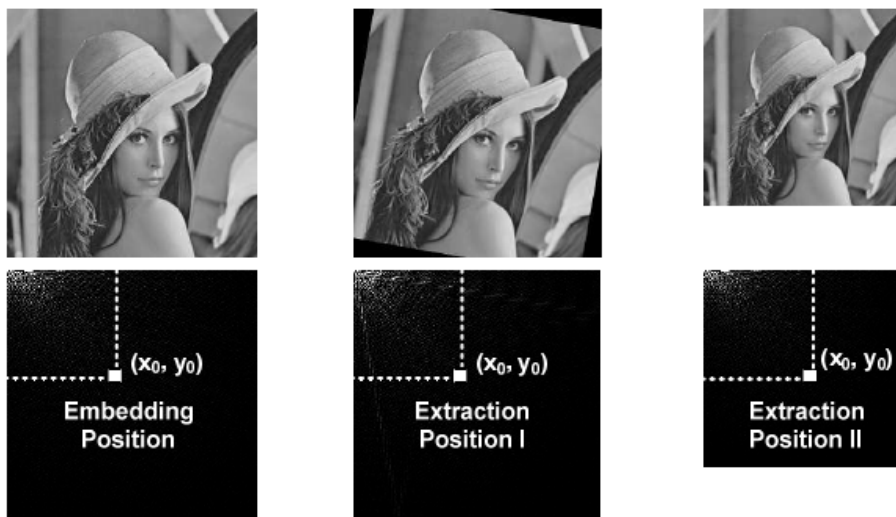 (x₀, y₀)
Embedding
Position
(x₀, y₀)
Extraction
Position I
(x₀, y₀)
Extraction
Position II